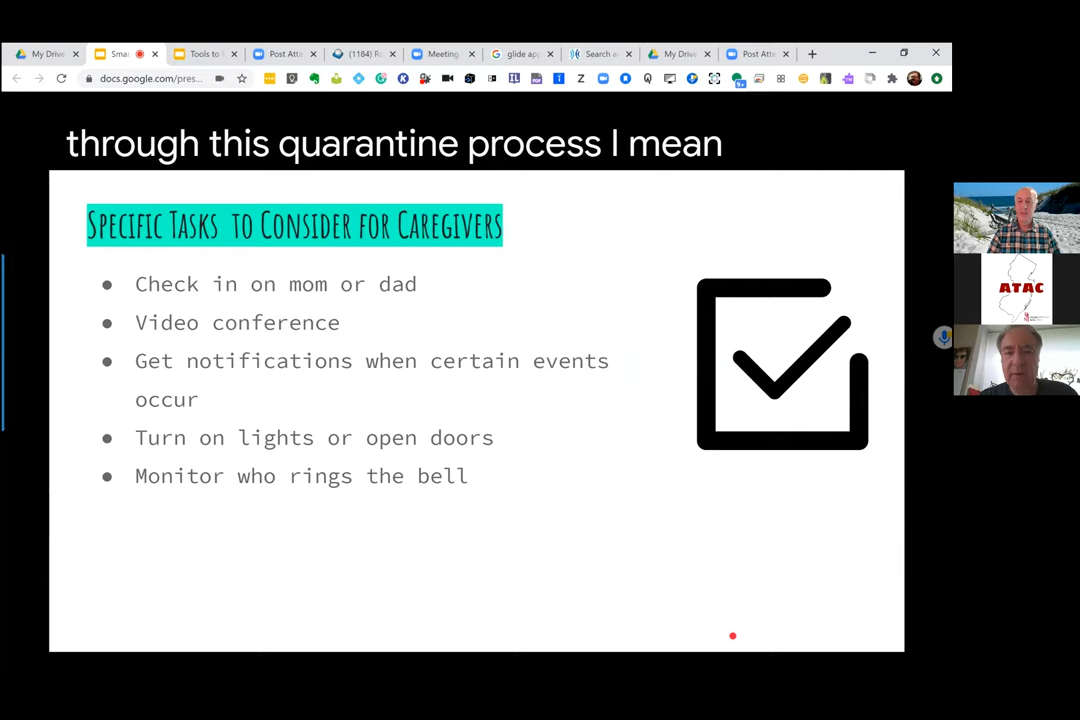 My Drive
Sma
Tools to
Post Atte
(1184) Ro
Meeting
glide app
Search a
My Drive
Post Atte
docs.google.com/pres...
through this quarantine process I mean
Specific Tasks to Consider for Caregivers
Check in on mom or dad
Video conference
Get notifications when certain events
occur
Turn on lights or open doors
Monitor who rings the bell
ATAC